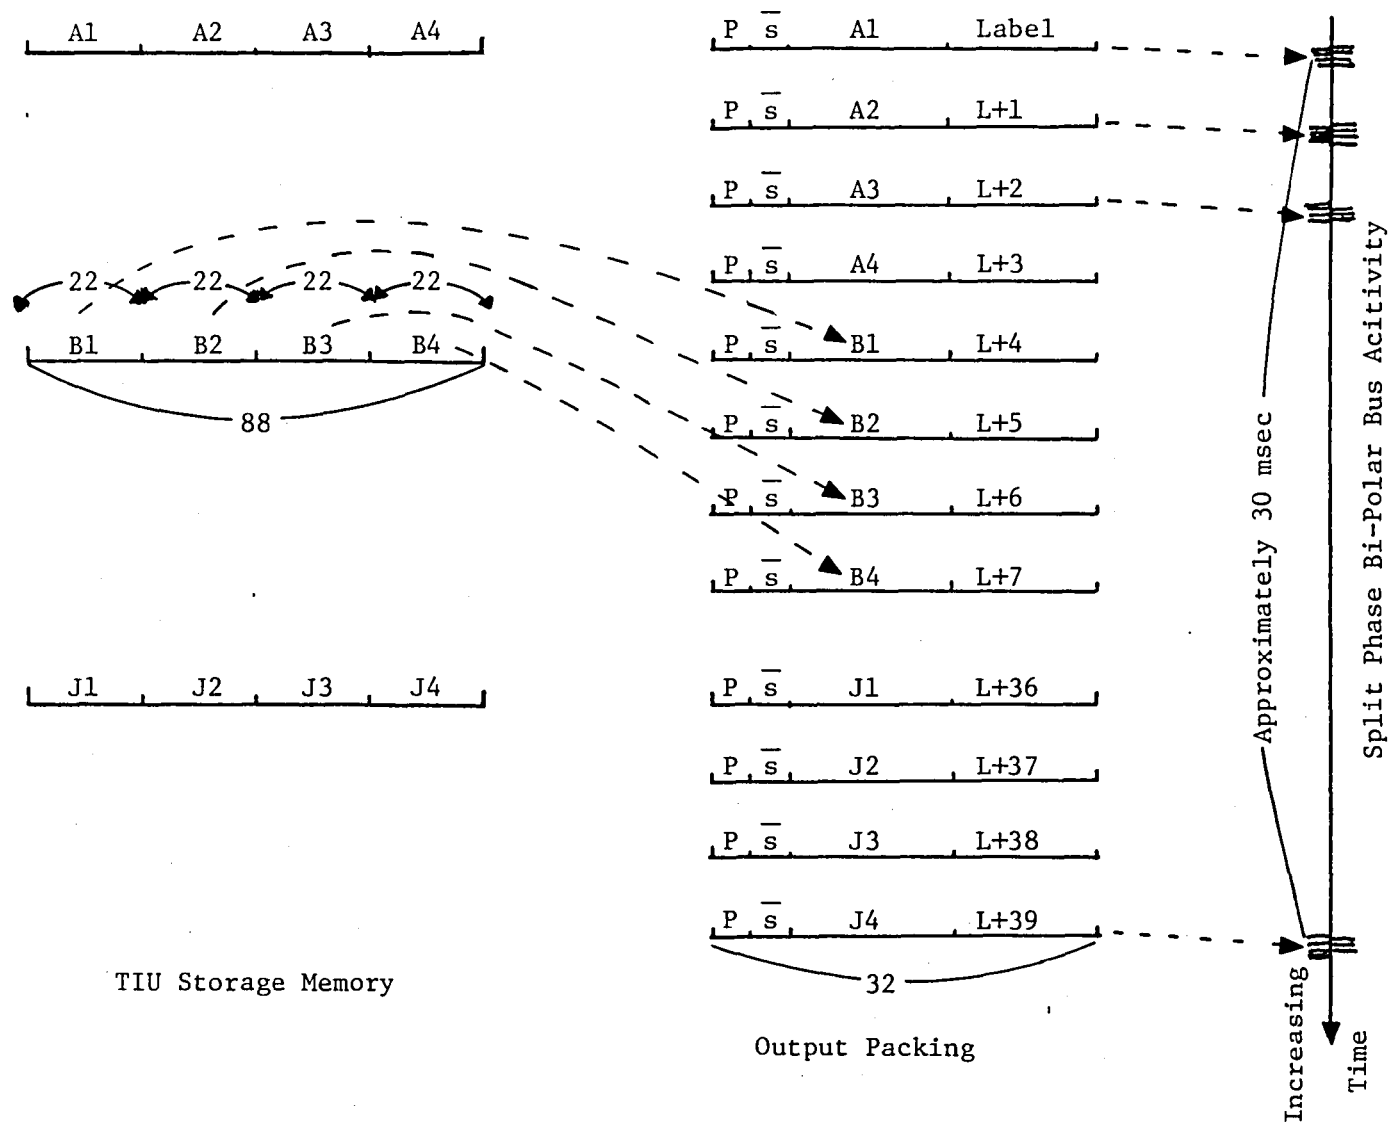 A1 A2 A3 A4
22 22 22 22
B1 B2 B3 B4
88
J1 J2 J3 J4
TIU Storage Memory
P s̅ A1 Label
P s̅ A2 L+1
P s̅ A3 L+2
P s̅ A4 L+3
P s̅ B1 L+4
P s̅ B2 L+5
P s̅ B3 L+6
P s̅ B4 L+7
P s̅ J1 L+36
P s̅ J2 L+37
P s̅ J3 L+38
P s̅ J4 L+39
32
Output Packing
Approximately 30 msec
Split Phase Bi-Polar Bus Acitivity
Increasing
Time